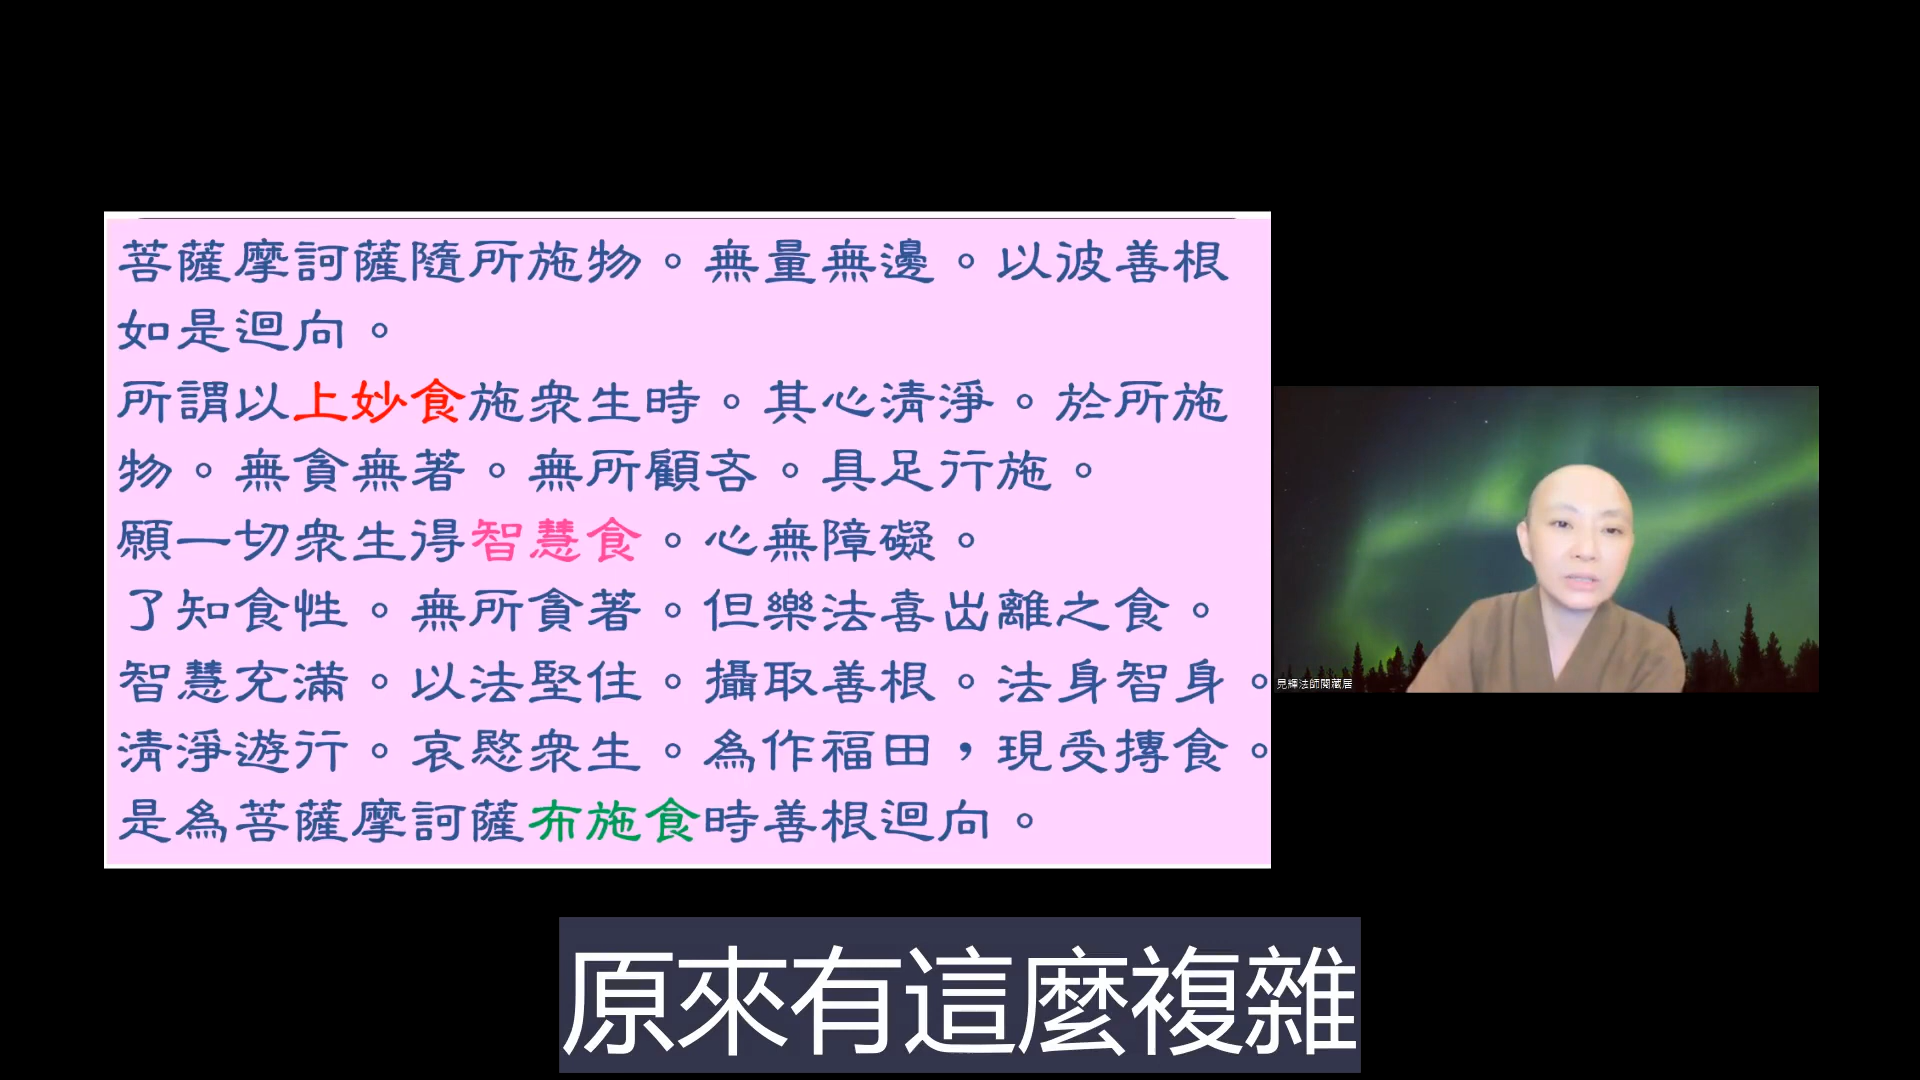 菩薩摩訶薩隨所施物。無量無邊。以波善根
如是迴向。
所謂以上妙食施衆生時。其心清淨。於所施
物。無貪無著。無所顧吝。具足行施。
願一切衆生得智慧食。心無障礙。
了知食性。無所貪著。但樂法喜出離之食。
智慧充滿。以法堅住。攝取善根。法身智身。
清淨遊行。哀愍衆生。為作福田，現受摶食。
是為菩薩摩訶薩布施食時善根迴向。
見輝法師閱藏居
原來有這麼複雜